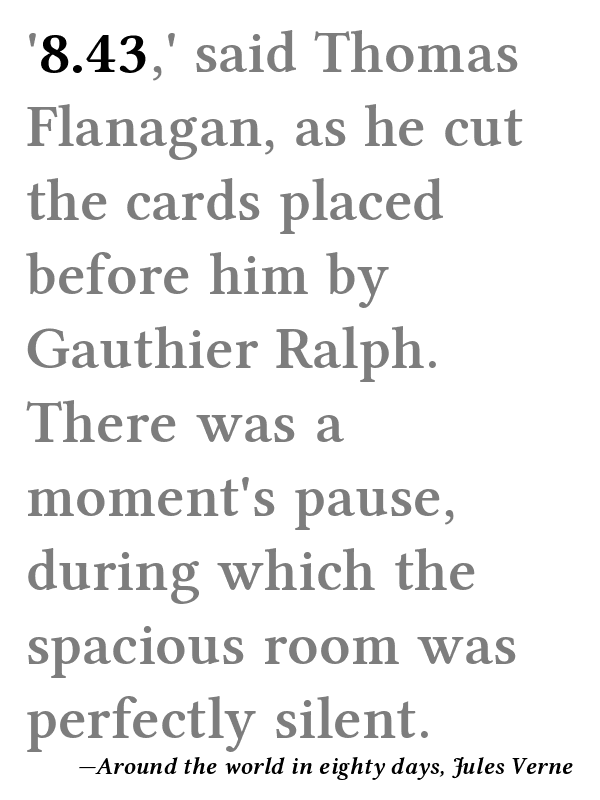 '8.43,' said Thomas
Flanagan, as he cut
the cards placed
before him by
Gauthier Ralph.
There was a
moment's pause,
during which the
spacious room was
perfectly silent.
—Around the world in eighty days, Jules Verne